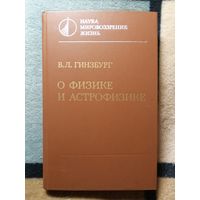 НАУКА
МИРОВОЗЗРЕНИЕ
ЖИЗНЬ
В.Л. ГИНЗБУРГ
О ФИЗИКЕ
И АСТРОФИЗИКЕ